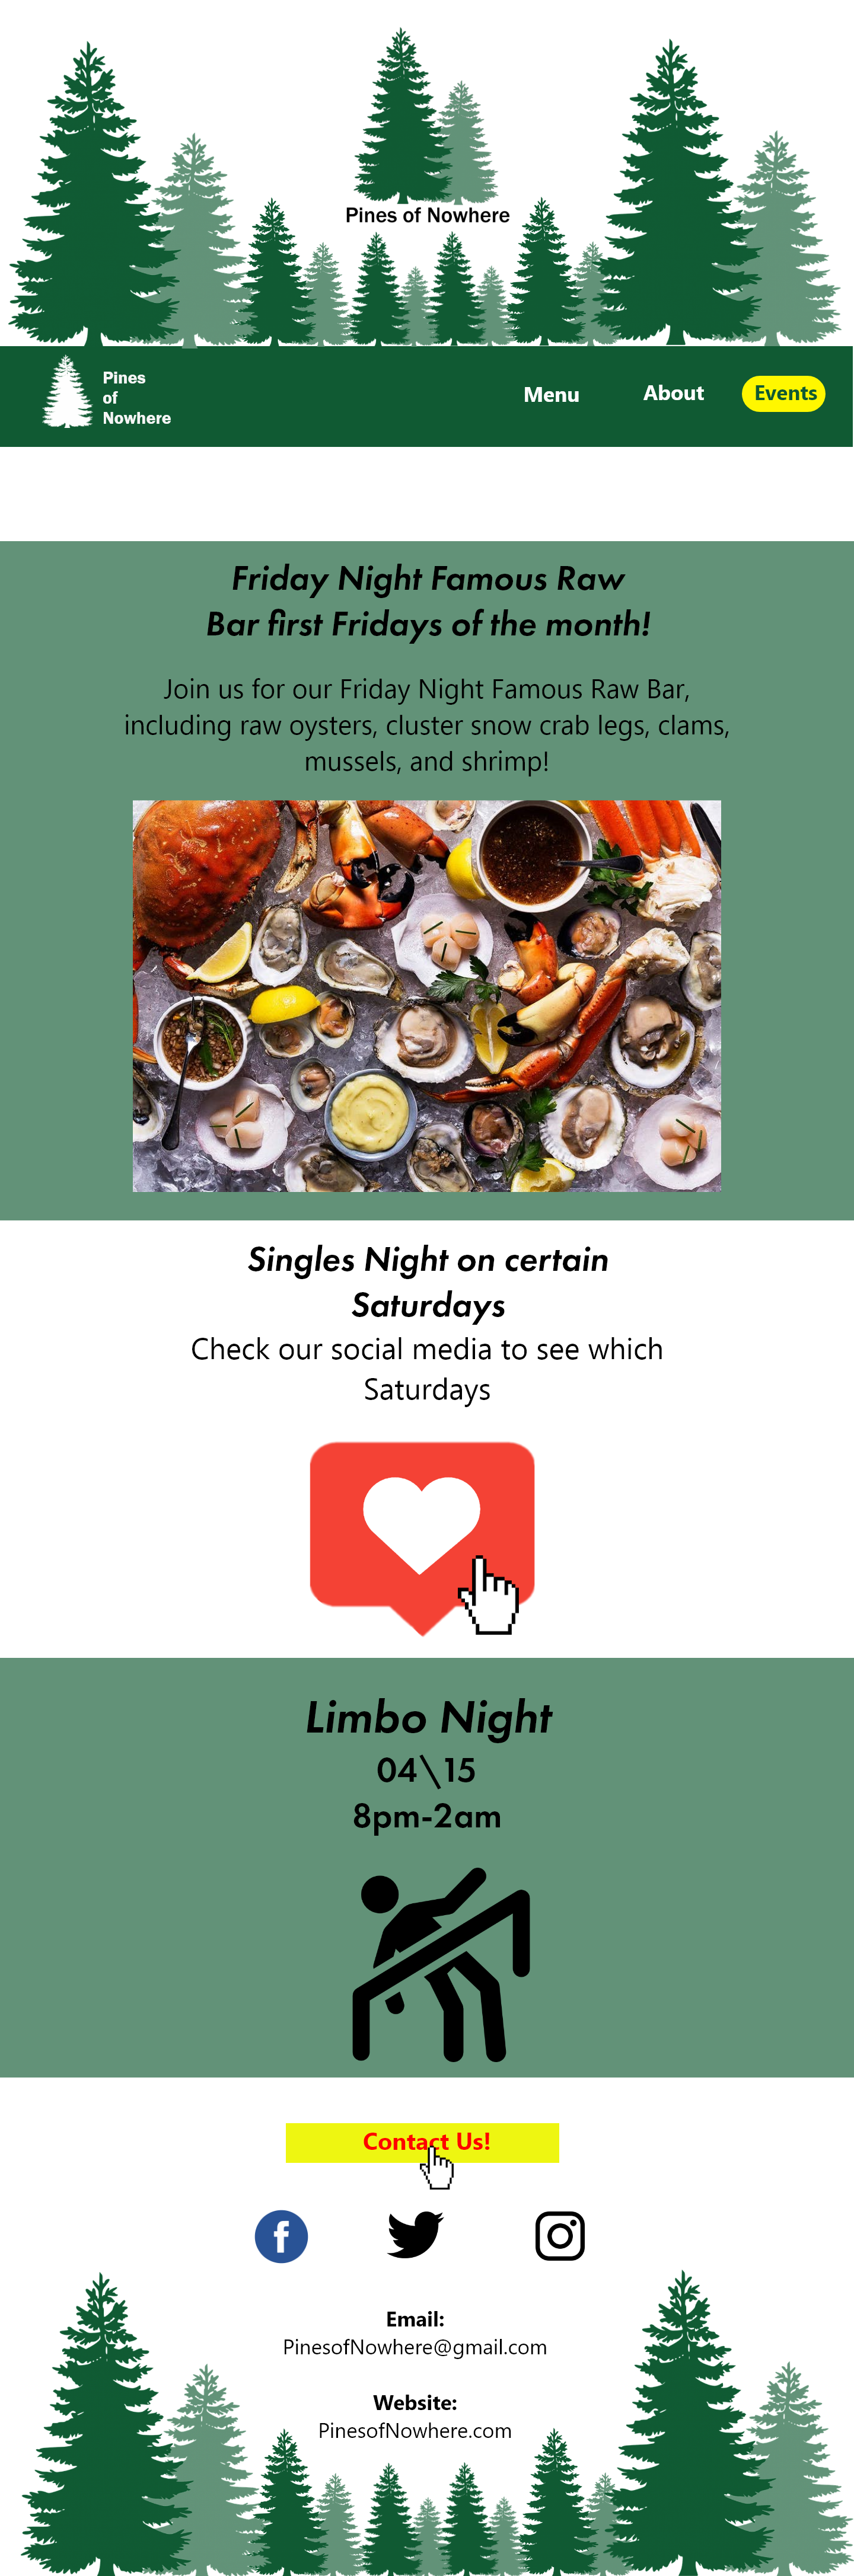 Pines of Nowhere
Pines
of
Nowhere
Menu
About
Events
Friday Night Famous Raw
Bar first Fridays of the month!
Join us for our Friday Night Famous Raw Bar,
including raw oysters, cluster snow crab legs, clams,
mussels, and shrimp!
Singles Night on certain
Saturdays
Check our social media to see which
Saturdays
Limbo Night
04\15
8pm-2am
Contact Us!
Email:
PinesofNowhere@gmail.com
Website:
PinesofNowhere.com